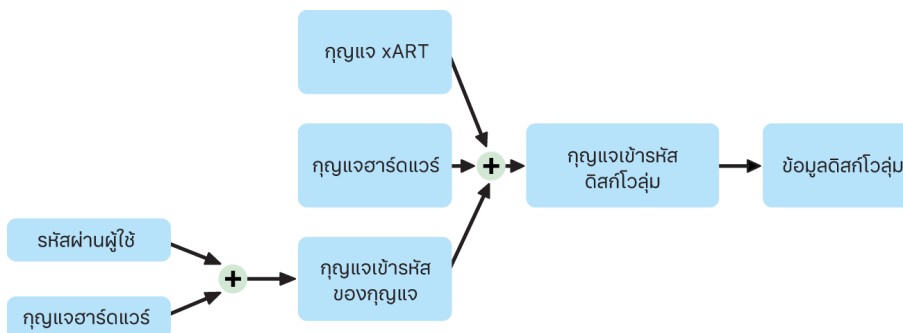 กุญแจ xART
กุญแจฮาร์ดแวร์
กุญแจเข้ารหัส
ดิสก์โวลุ่ม
ข้อมูลดิสก์โวลุ่ม
รหัสผ่านผู้ใช้
กุญแจฮาร์ดแวร์
กุญแจเข้ารหัส
ของกุญแจ